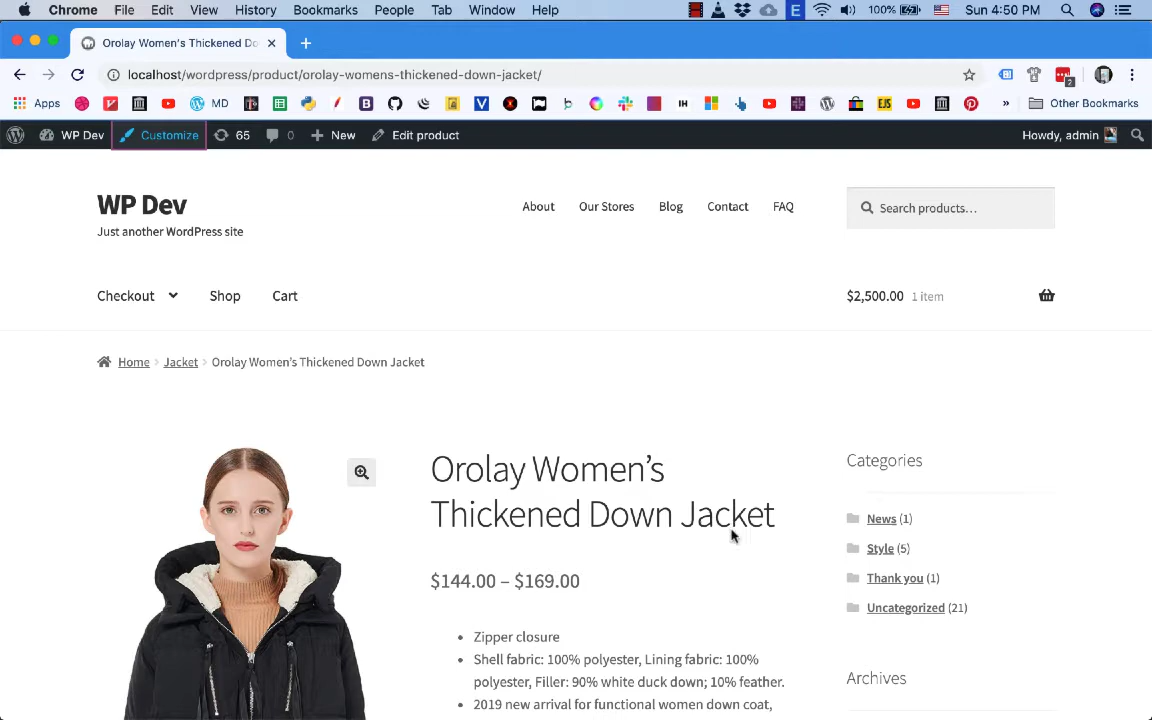 Chrome File Edit View History Bookmarks People Tab Window Help E 100% Sun 4:50 PM
Orolay Women's Thickened Do
localhost/wordpress/product/orolay-womens-thickened-down-jacket/ 2
Apps MD IH EJS » Other Bookmarks
WP Dev Customize 65 0 New Edit product Howdy, admin
WP Dev
Just another WordPress site
About Our Stores Blog Contact FAQ
Search products…
Checkout Shop Cart
$2,500.00 1 item
Home Jacket Orolay Women's Thickened Down Jacket
Orolay Women's
Thickened Down Jacket
$144.00 – $169.00
• Zipper closure
• Shell fabric: 100% polyester, Lining fabric: 100%
polyester, Filler: 90% white duck down; 10% feather.
• 2019 new arrival for functional women down coat,
Categories
News (1)
Style (5)
Thank you (1)
Uncategorized (21)
Archives